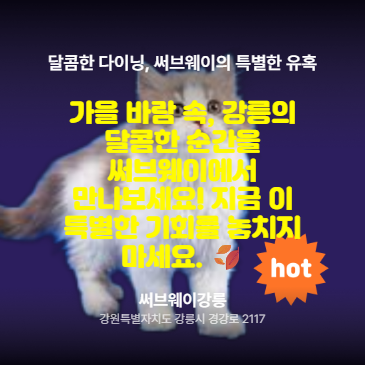 달콤한 다이닝, 써브웨이의 특별한 유혹
가을 바람 속, 강릉의
달콤한 순간을
써브웨이에서
만나보세요! 지금 이
특별한 기회를 놓치지
마세요. 🍂
hot
써브웨이강릉
강원특별자치도 강릉시 경강로 2117